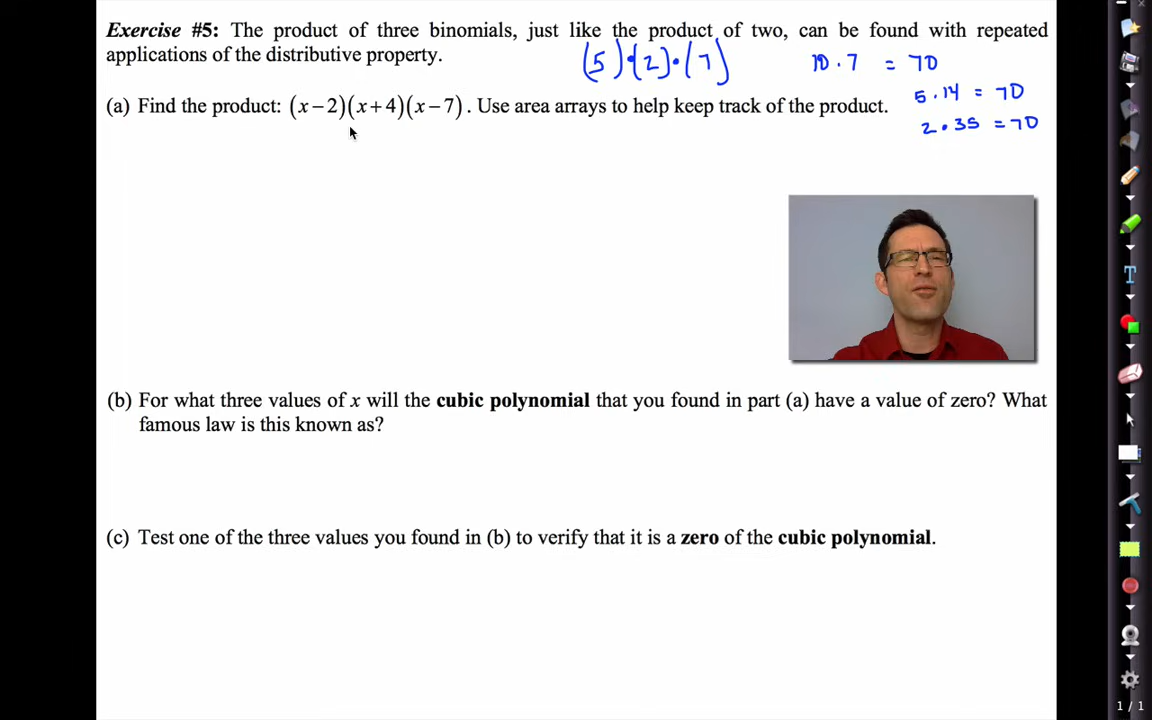 Exercise #5: The product of three binomials, just like the product of two, can be found with repeated
applications of the distributive property.
(5)·(2)·(7)
10·7 = 70
5·14 = 70
2·35 = 70
(a) Find the product: (x−2)(x+4)(x−7). Use area arrays to help keep track of the product.
(b) For what three values of x will the cubic polynomial that you found in part (a) have a value of zero? What
famous law is this known as?
(c) Test one of the three values you found in (b) to verify that it is a zero of the cubic polynomial.
T
1 / 1